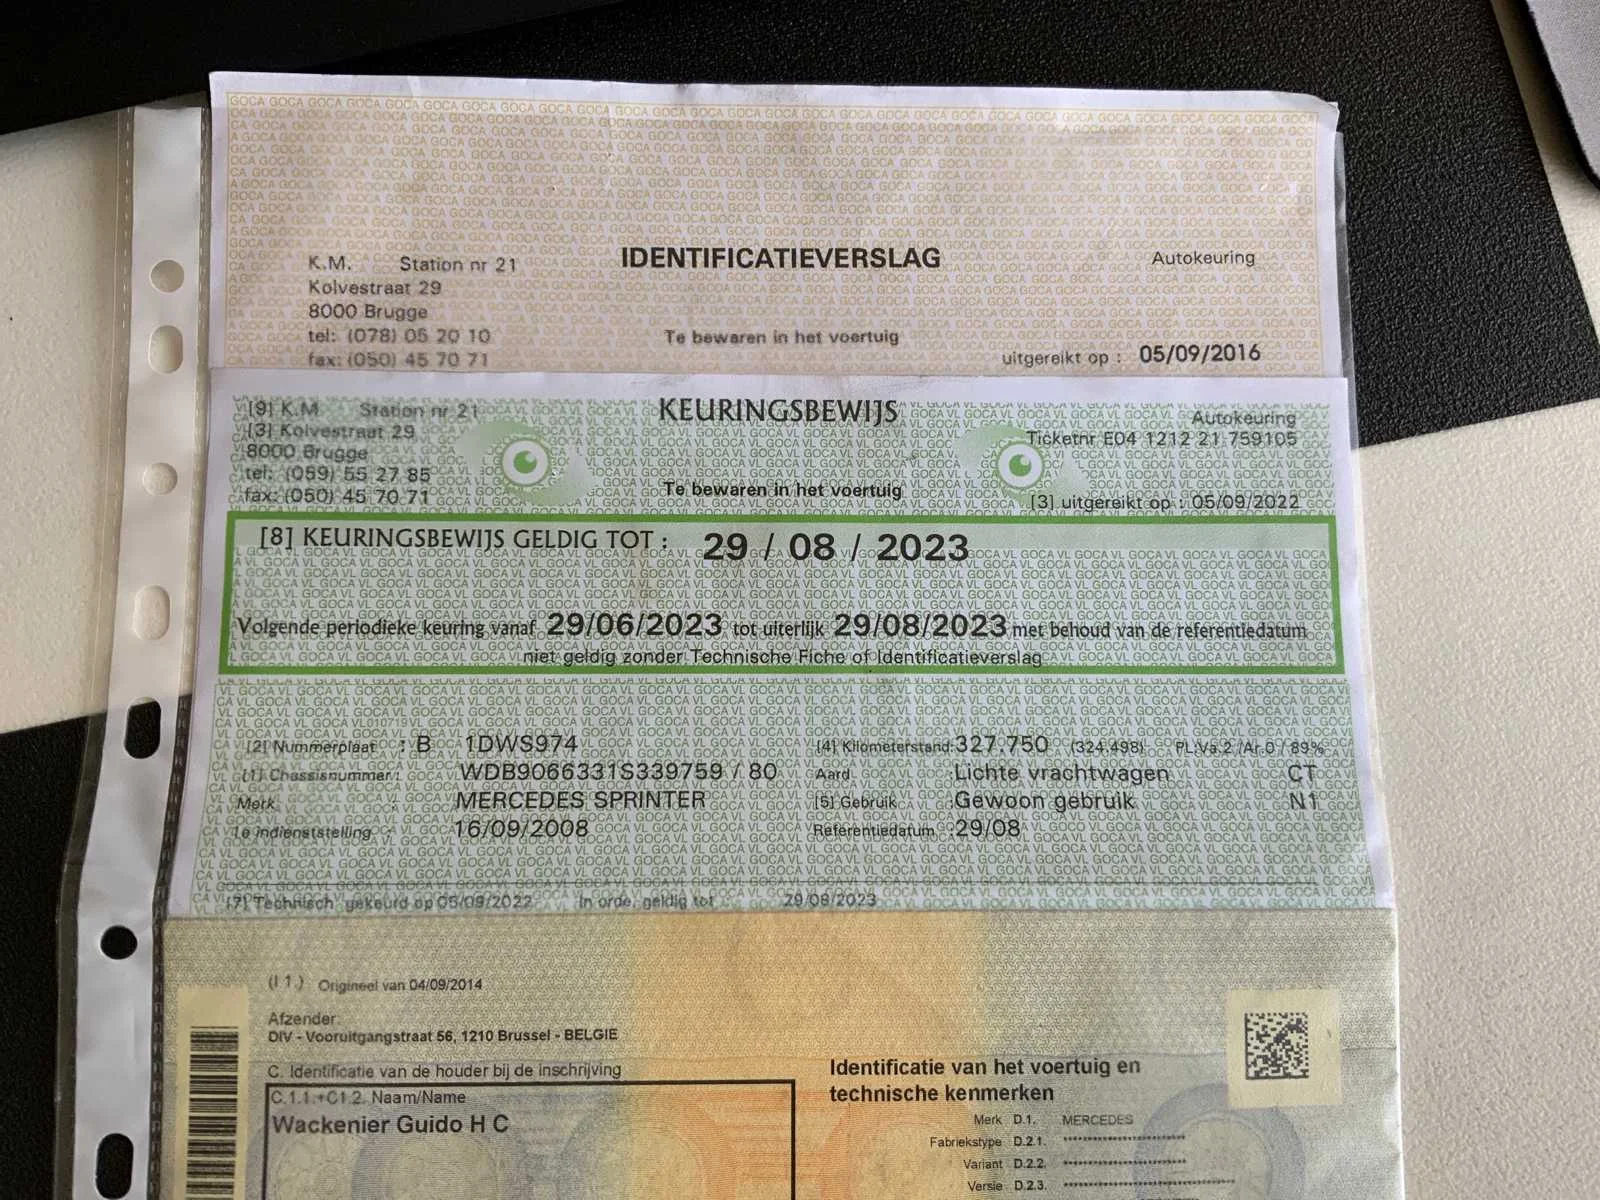 K.M. Station nr 21
IDENTIFICATIEVERSLAG
Autokeuring
Kolvestraat 29
8000 Brugge
tel: (078) 05 20 10
Te bewaren in het voertuig
fax: (050) 45 70 71
uitgereikt op : 05/09/2016
[9] K.M Station nr 21
KEURINGSBEWIJS
Autokeuring
[3] Kolvestraat 29
Ticketnr E04 1212 21 759105
8000 Brugge
tel: (059) 55 27 85
fax: (050) 45 70 71
Te bewaren in het voertuig
[3] uitgereikt op : 05/09/2022
[8] KEURINGSBEWIJS GELDIG TOT : 29 / 08 / 2023
Volgende periodieke keuring vanaf 29/06/2023 tot uiterlijk 29/08/2023 met behoud van de referentiedatum
niet geldig zonder Technische Fiche of Identificatieverslag
[2] Nummerplaat : B 1DWS974
[4] Kilometerstand: 327.750 (324.498) PL:Va.2 /Ar.0 / 89%
[1] Chassisnummer : WDB9066331S339759 / 80
Aard :Lichte vrachtwagen CT
Merk MERCEDES SPRINTER
[5] Gebruik :Gewoon gebruik N1
1e indienststelling : 16/09/2008
Referentiedatum :29/08
[7] Technisch gekeurd op 05/09/2022 In orde, geldig tot : 29/08/2023
(I 1.) Origineel van 04/09/2014
Afzender:
DIV - Vooruitgangstraat 56, 1210 Brussel - BELGIE
C. Identificatie van de houder bij de inschrijving
C.1.1.+C1.2. Naam/Name
Wackenier Guido H C
Identificatie van het voertuig en
technische kenmerken
Merk D.1. MERCEDES
Fabriekstype D.2.1.
Variant D.2.2.
Versie D.2.3.